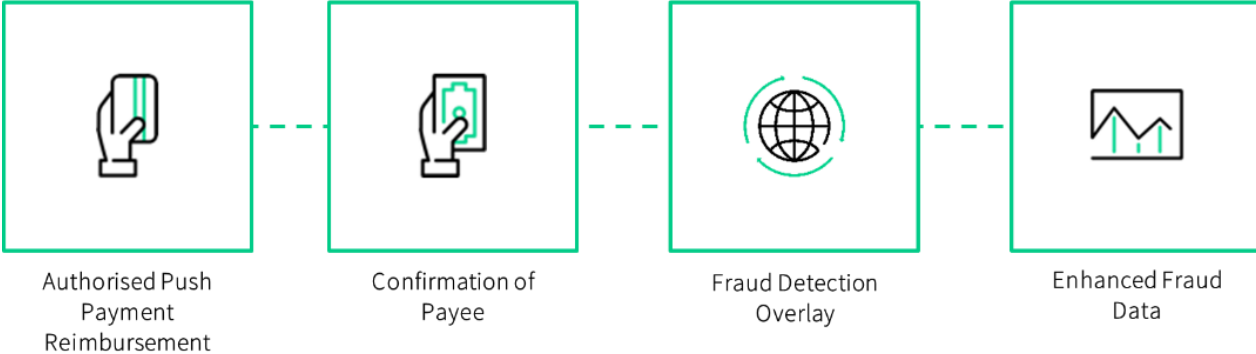 Authorised Push
Payment
Reimbursement
Confirmation of
Payee
Fraud Detection
Overlay
Enhanced Fraud
Data